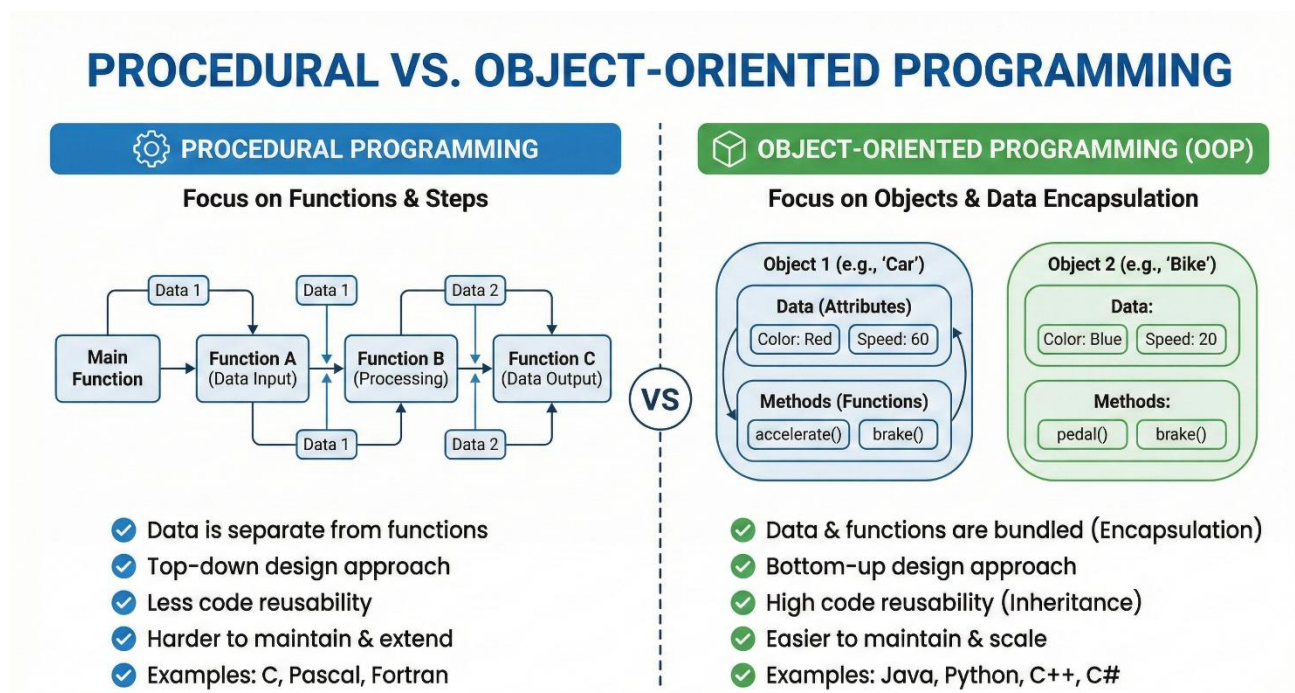 PROCEDURAL VS. OBJECT-ORIENTED PROGRAMMING
PROCEDURAL PROGRAMMING
Focus on Functions & Steps
Data 1
Data 1
Data 2
Main
Function
Function A
(Data Input)
Function B
(Processing)
Function C
(Data Output)
Data 1
Data 2
Data is separate from functions
Top-down design approach
Less code reusability
Harder to maintain & extend
Examples: C, Pascal, Fortran
VS
OBJECT-ORIENTED PROGRAMMING (OOP)
Focus on Objects & Data Encapsulation
Object 1 (e.g., ‘Car’)
Data (Attributes)
Color: Red
Speed: 60
Methods (Functions)
accelerate()
brake()
Object 2 (e.g., ‘Bike’)
Data:
Color: Blue
Speed: 20
Methods:
pedal()
brake()
Data & functions are bundled (Encapsulation)
Bottom-up design approach
High code reusability (Inheritance)
Easier to maintain & scale
Examples: Java, Python, C++, C#